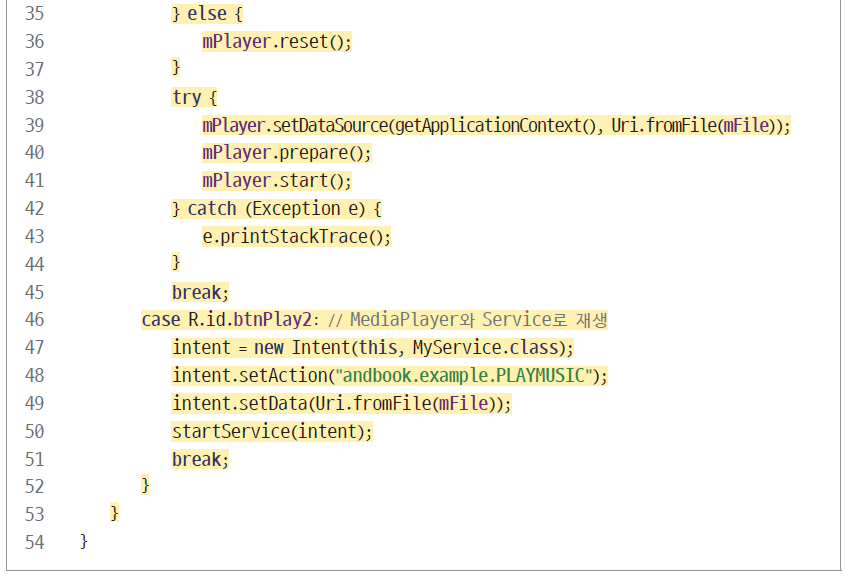 35 } else {
36 mPlayer.reset();
37 }
38 try {
39 mPlayer.setDataSource(getApplicationContext(), Uri.fromFile(mFile));
40 mPlayer.prepare();
41 mPlayer.start();
42 } catch (Exception e) {
43 e.printStackTrace();
44 }
45 break;
46 case R.id.btnPlay2: // MediaPlayer와 Service로 재생
47 intent = new Intent(this, MyService.class);
48 intent.setAction("andbook.example.PLAYMUSIC");
49 intent.setData(Uri.fromFile(mFile));
50 startService(intent);
51 break;
52 }
53 }
54 }